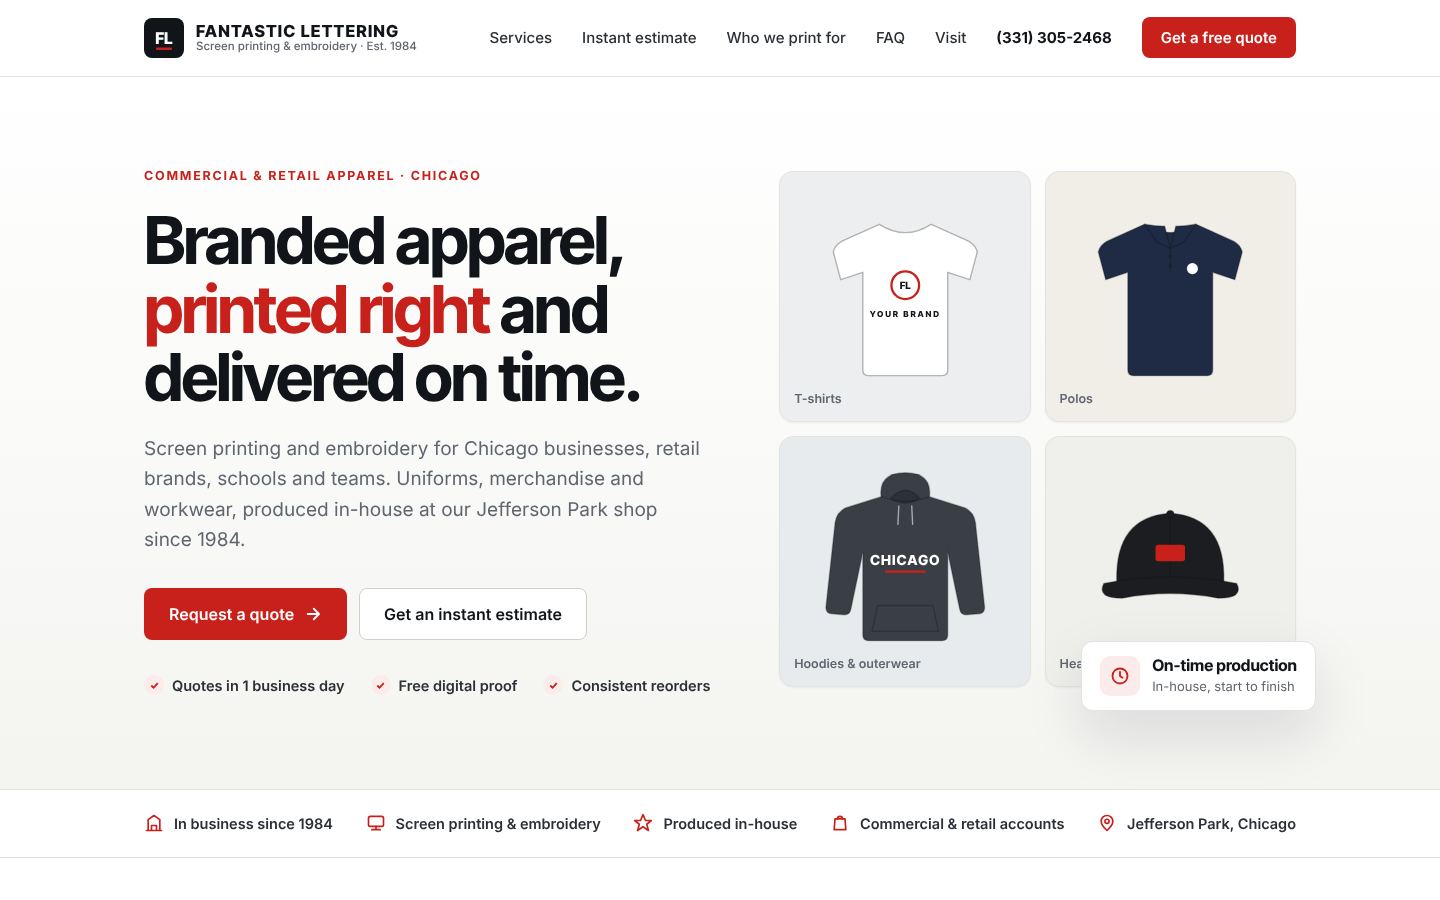 FL
FANTASTIC LETTERING
Screen printing & embroidery · Est. 1984
Services
Instant estimate
Who we print for
FAQ
Visit
(331) 305-2468
Get a free quote
COMMERCIAL & RETAIL APPAREL · CHICAGO
Branded apparel,
printed right and
delivered on time.
Screen printing and embroidery for Chicago businesses, retail
brands, schools and teams. Uniforms, merchandise and
workwear, produced in-house at our Jefferson Park shop
since 1984.
Request a quote
Get an instant estimate
Quotes in 1 business day
Free digital proof
Consistent reorders
FL
YOUR BRAND
T-shirts
Polos
CHICAGO
Hoodies & outerwear
On-time production
In-house, start to finish
In business since 1984
Screen printing & embroidery
Produced in-house
Commercial & retail accounts
Jefferson Park, Chicago